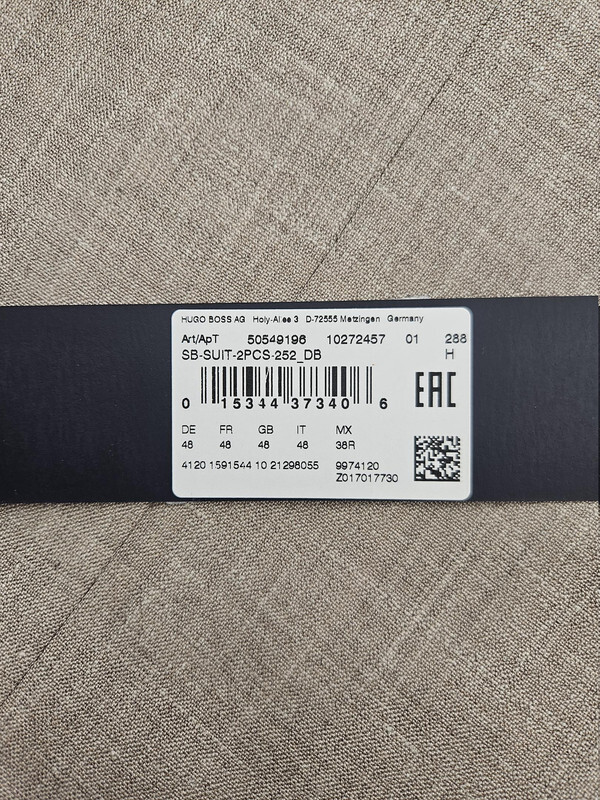 HUGO BOSS AG Holy-Allee 3 D-72555 Metzingen Germany
Art/ApT 50549196 10272457 01 288
SB-SUIT-2PCS-252_DB H
0 15344 37340 6
EAC
DE FR GB IT MX
48 48 48 48 38R
4120 1591544 10 21298055 9974120
Z017017730